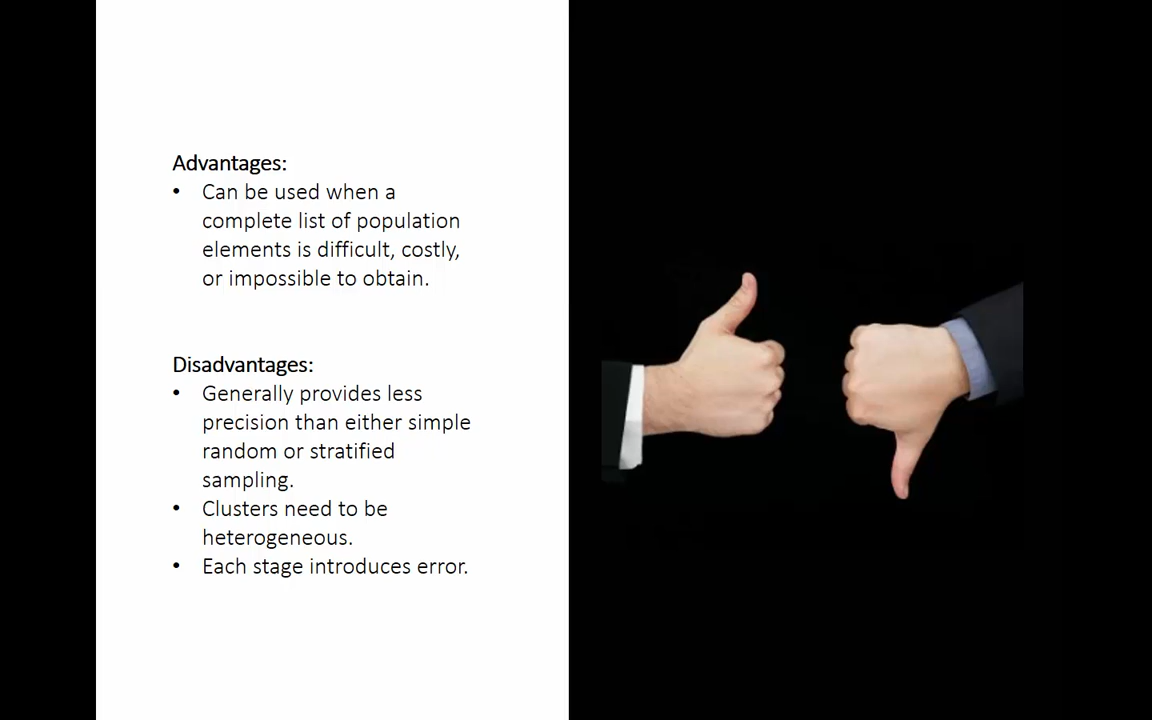 Advantages:
• Can be used when a
complete list of population
elements is difficult, costly,
or impossible to obtain.
Disadvantages:
• Generally provides less
precision than either simple
random or stratified
sampling.
• Clusters need to be
heterogeneous.
• Each stage introduces error.